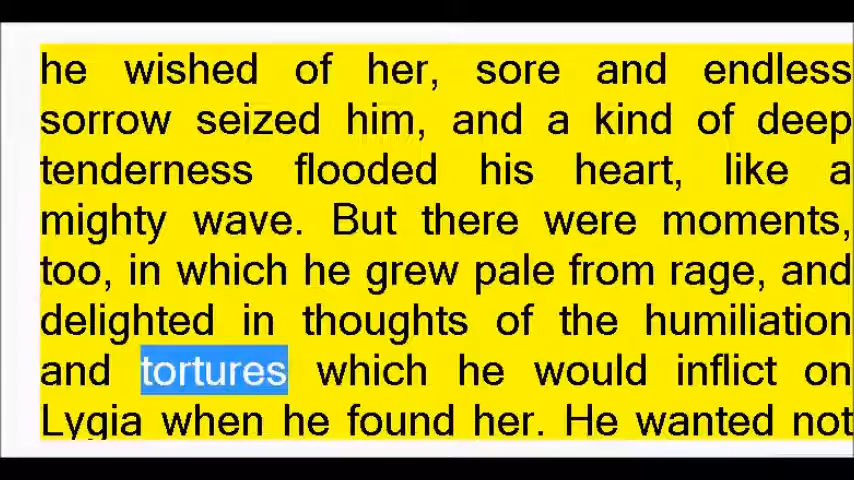 he wished of her, sore and endless
sorrow seized him, and a kind of deep
tenderness flooded his heart, like a
mighty wave. But there were moments,
too, in which he grew pale from rage, and
delighted in thoughts of the humiliation
and tortures which he would inflict on
Lygia when he found her. He wanted not